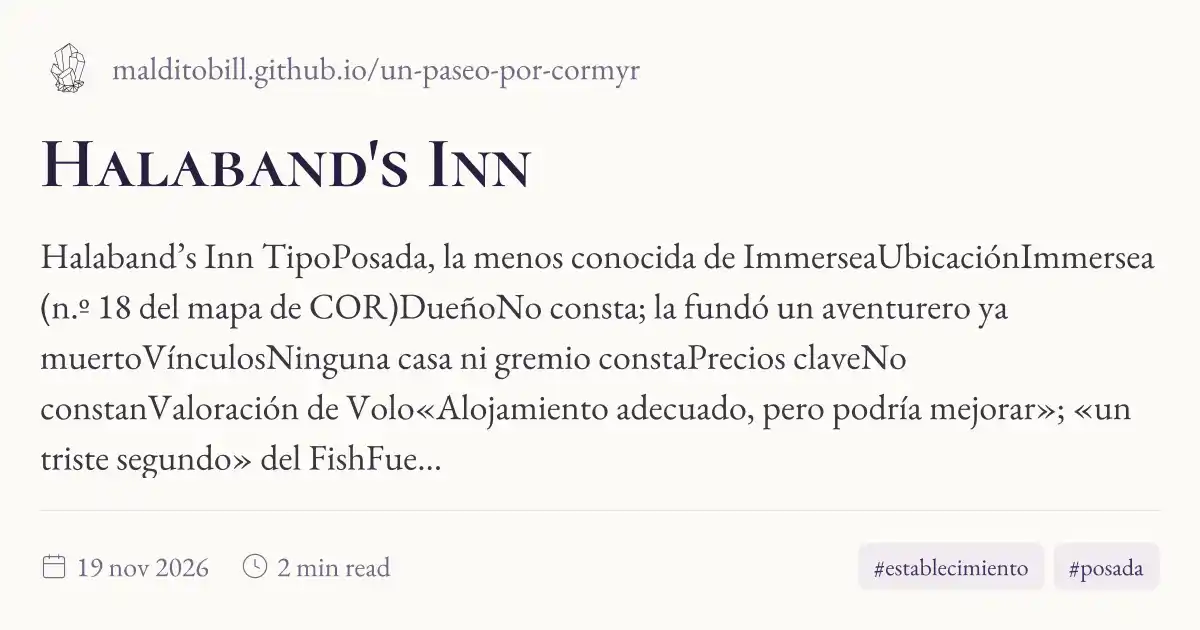 malditobill.github.io/un-paseo-por-cormyr
Halaband's Inn
Halaband’s Inn TipoPosada, la menos conocida de ImmerseaUbicaciónImmersea
(n.º 18 del mapa de COR)DueñoNo consta; la fundó un aventurero ya
muertoVínculosNinguna casa ni gremio constaPrecios claveNo
constanValoración de Volo«Alojamiento adecuado, pero podría mejorar»; «un
triste segundo» del FishFue...
19 nov 2026
2 min read
#establecimiento
#posada